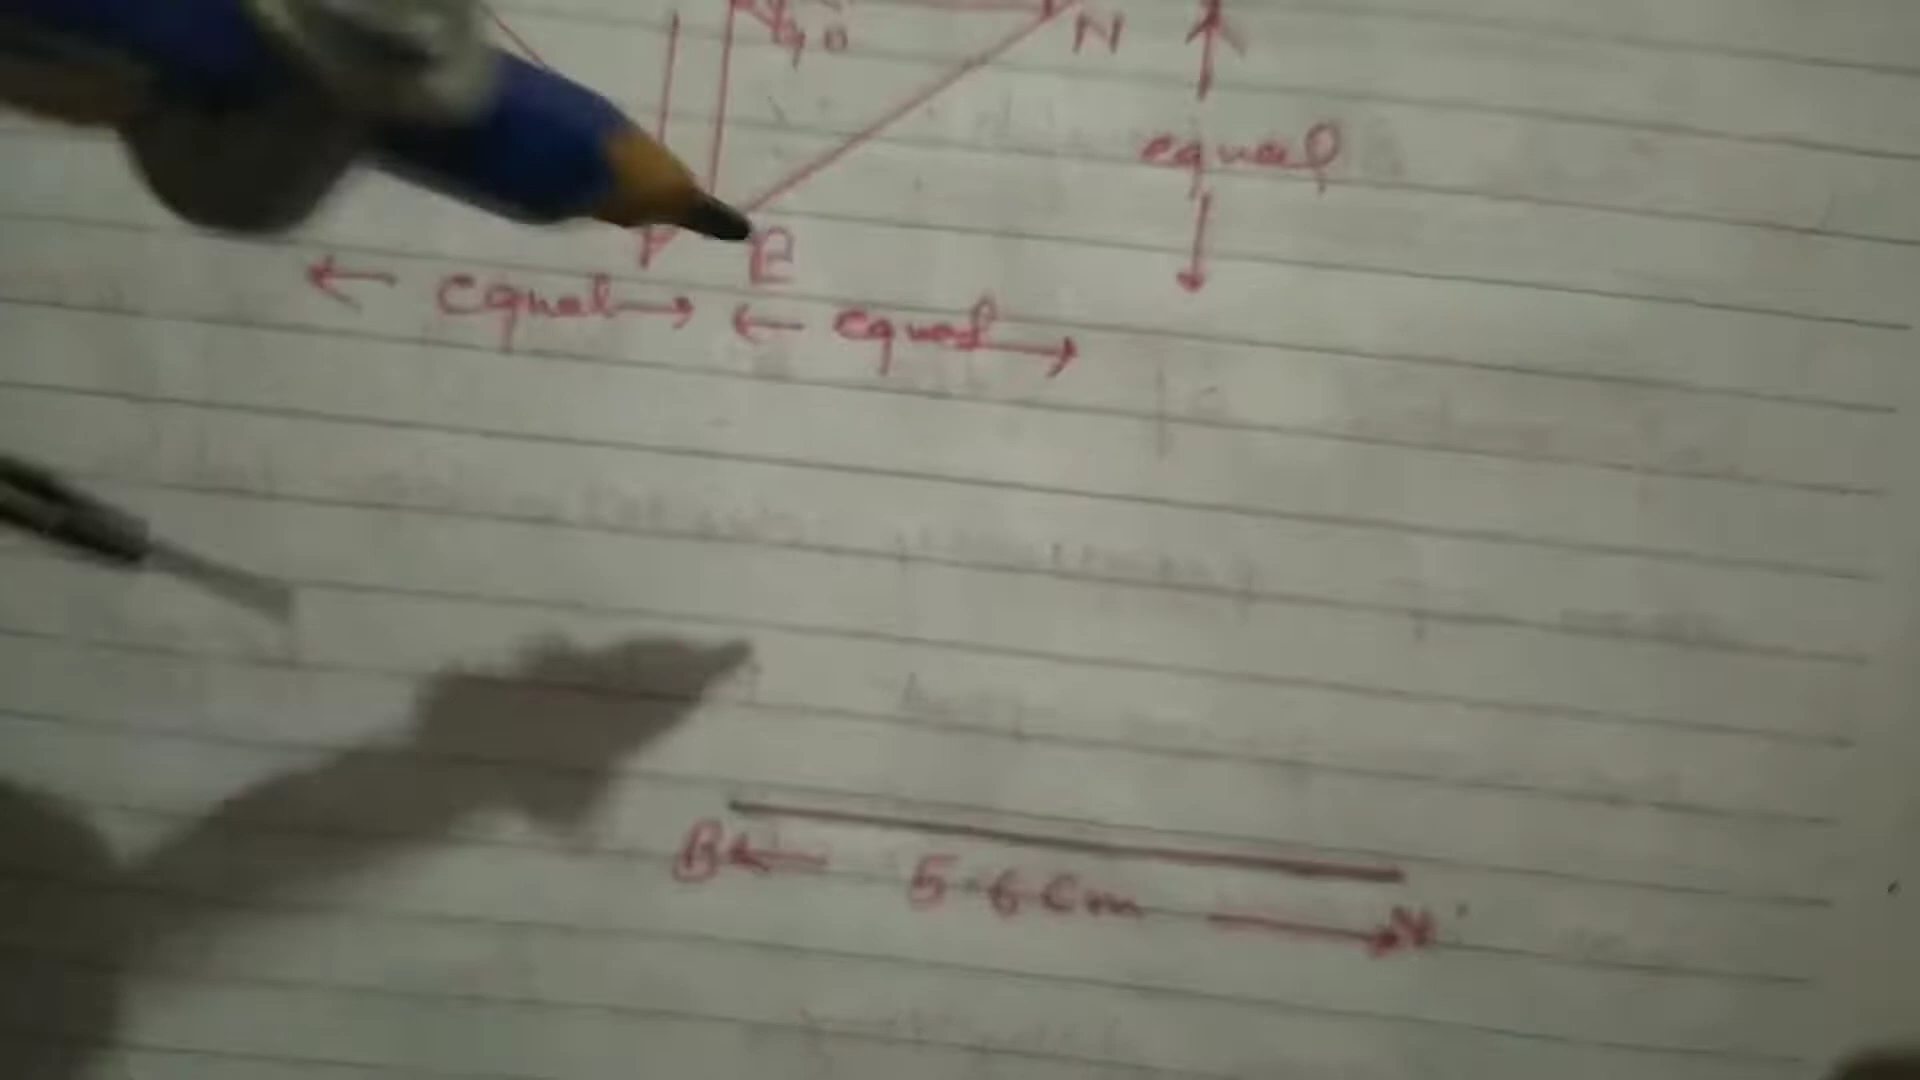 N
equal
P E
← equal → ← equal →
B ← 5.6 cm → N